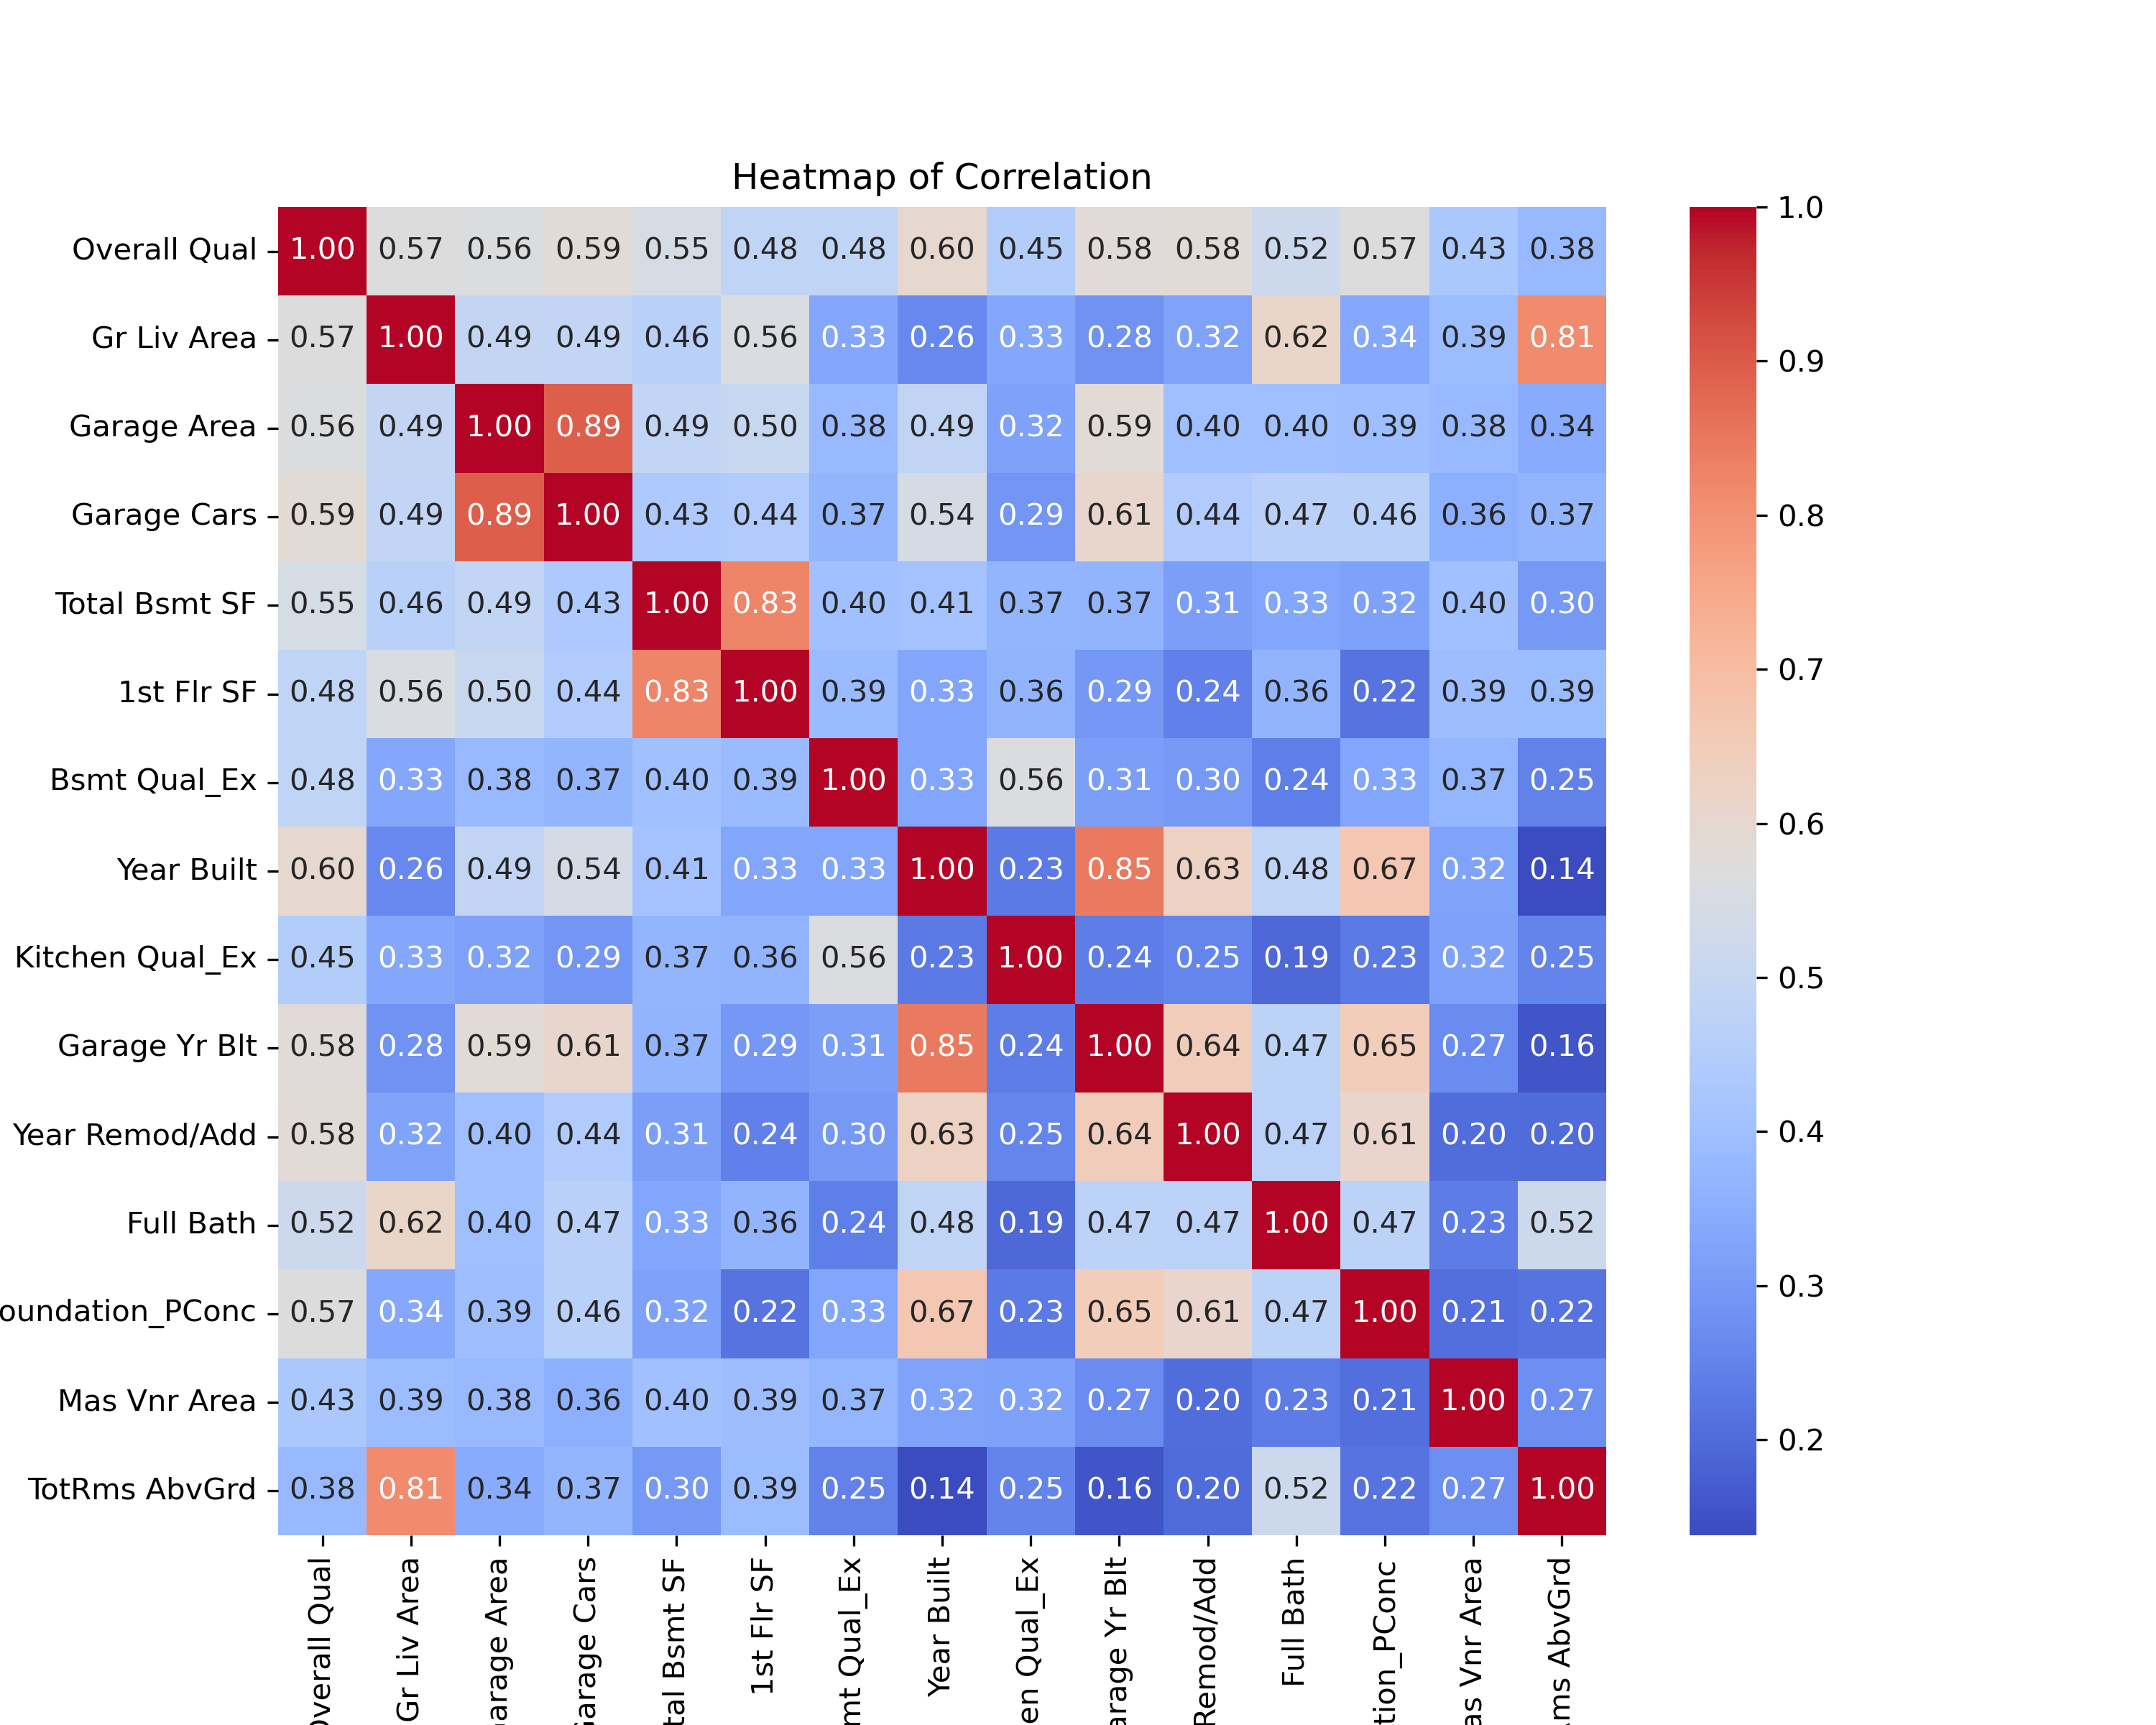 Heatmap of Correlation
Overall Qual 1.00 0.57 0.56 0.59 0.55 0.48 0.48 0.60 0.45 0.58 0.58 0.52 0.57 0.43 0.38 1.0
Gr Liv Area 0.57 1.00 0.49 0.49 0.46 0.56 0.33 0.26 0.33 0.28 0.32 0.62 0.34 0.39 0.81 0.9
Garage Area 0.56 0.49 1.00 0.89 0.49 0.50 0.38 0.49 0.32 0.59 0.40 0.40 0.39 0.38 0.34
Garage Cars 0.59 0.49 0.89 1.00 0.43 0.44 0.37 0.54 0.29 0.61 0.44 0.47 0.46 0.36 0.37 0.8
Total Bsmt SF 0.55 0.46 0.49 0.43 1.00 0.83 0.40 0.41 0.37 0.37 0.31 0.33 0.32 0.40 0.30
1st Flr SF 0.48 0.56 0.50 0.44 0.83 1.00 0.39 0.33 0.36 0.29 0.24 0.36 0.22 0.39 0.39 0.7
Bsmt Qual_Ex 0.48 0.33 0.38 0.37 0.40 0.39 1.00 0.33 0.56 0.31 0.30 0.24 0.33 0.37 0.25 0.6
Year Built 0.60 0.26 0.49 0.54 0.41 0.33 0.33 1.00 0.23 0.85 0.63 0.48 0.67 0.32 0.14
Kitchen Qual_Ex 0.45 0.33 0.32 0.29 0.37 0.36 0.56 0.23 1.00 0.24 0.25 0.19 0.23 0.32 0.25 0.5
Garage Yr Blt 0.58 0.28 0.59 0.61 0.37 0.29 0.31 0.85 0.24 1.00 0.64 0.47 0.65 0.27 0.16
Year Remod/Add 0.58 0.32 0.40 0.44 0.31 0.24 0.30 0.63 0.25 0.64 1.00 0.47 0.61 0.20 0.20 0.4
Full Bath 0.52 0.62 0.40 0.47 0.33 0.36 0.24 0.48 0.19 0.47 0.47 1.00 0.47 0.23 0.52
oundation_PConc 0.57 0.34 0.39 0.46 0.32 0.22 0.33 0.67 0.23 0.65 0.61 0.47 1.00 0.21 0.22 0.3
Mas Vnr Area 0.43 0.39 0.38 0.36 0.40 0.39 0.37 0.32 0.32 0.27 0.20 0.23 0.21 1.00 0.27 0.2
TotRms AbvGrd 0.38 0.81 0.34 0.37 0.30 0.39 0.25 0.14 0.25 0.16 0.20 0.52 0.22 0.27 1.00
Overall Qual
Gr Liv Area
Garage Area
Garage Cars
tal Bsmt SF
1st Flr SF
mt Qual_Ex
Year Built
en Qual_Ex
arage Yr Blt
Remod/Add
Full Bath
tion_PConc
as Vnr Area
ms AbvGrd